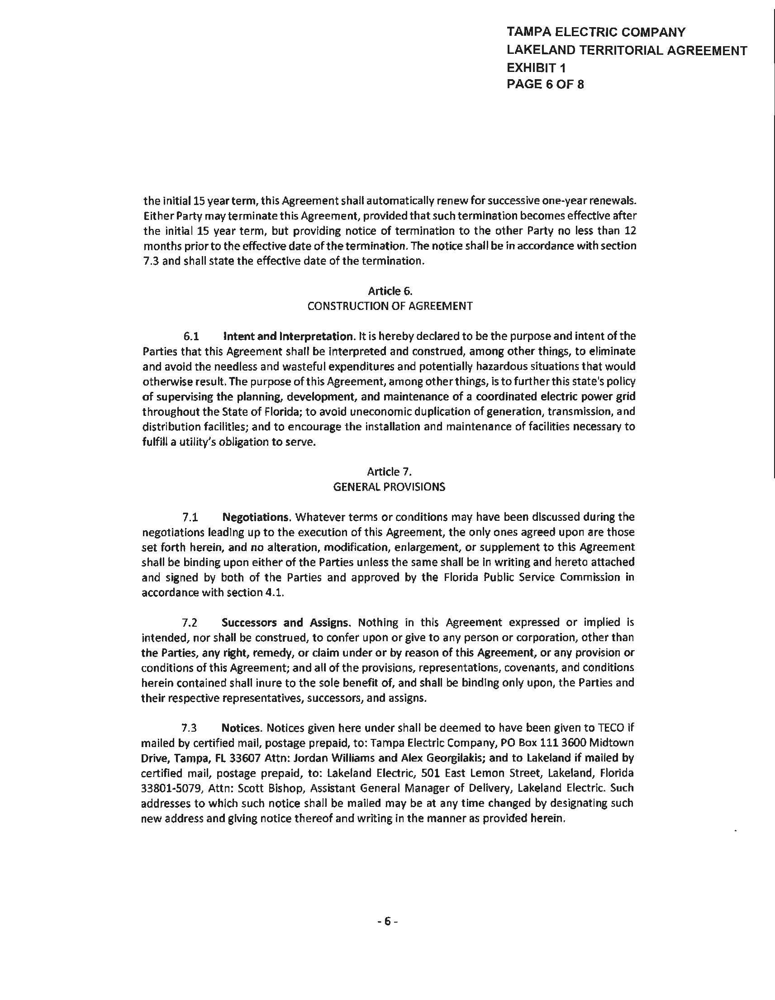 TAMPA ELECTRIC COMPANY
LAKELAND TERRITORIAL AGREEMENT
EXHIBIT 1
PAGE 6 OF 8
the initial 15 year term, this Agreement shall automatically renew for successive one-year renewals.
Either Party may terminate this Agreement, provided that such termination becomes effective after
the initial 15 year term, but providing notice of termination to the other Party no less than 12
months prior to the effective date of the termination. The notice shall be in accordance with section
7.3 and shall state the effective date of the termination.
Article 6.
CONSTRUCTION OF AGREEMENT
6.1 Intent and Interpretation. It is hereby declared to be the purpose and intent of the
Parties that this Agreement shall be interpreted and construed, among other things, to eliminate
and avoid the needless and wasteful expenditures and potentially hazardous situations that would
otherwise result. The purpose of this Agreement, among other things, is to further this state's policy
of supervising the planning, development, and maintenance of a coordinated electric power grid
throughout the State of Florida; to avoid uneconomic duplication of generation, transmission, and
distribution facilities; and to encourage the installation and maintenance of facilities necessary to
fulfill a utility's obligation to serve.
Article 7.
GENERAL PROVISIONS
7.1 Negotiations. Whatever terms or conditions may have been discussed during the
negotiations leading up to the execution of this Agreement, the only ones agreed upon are those
set forth herein, and no alteration, modification, enlargement, or supplement to this Agreement
shall be binding upon either of the Parties unless the same shall be in writing and hereto attached
and signed by both of the Parties and approved by the Florida Public Service Commission in
accordance with section 4.1.
7.2 Successors and Assigns. Nothing in this Agreement expressed or implied is
intended, nor shall be construed, to confer upon or give to any person or corporation, other than
the Parties, any right, remedy, or claim under or by reason of this Agreement, or any provision or
conditions of this Agreement; and all of the provisions, representations, covenants, and conditions
herein contained shall inure to the sole benefit of, and shall be binding only upon, the Parties and
their respective representatives, successors, and assigns.
7.3 Notices. Notices given here under shall be deemed to have been given to TECO if
mailed by certified mail, postage prepaid, to: Tampa Electric Company, PO Box 111 3600 Midtown
Drive, Tampa, FL 33607 Attn: Jordan Williams and Alex Georgilakis; and to Lakeland if mailed by
certified mail, postage prepaid, to: Lakeland Electric, 501 East Lemon Street, Lakeland, Florida
33801-5079, Attn: Scott Bishop, Assistant General Manager of Delivery, Lakeland Electric. Such
addresses to which such notice shall be mailed may be at any time changed by designating such
new address and giving notice thereof and writing in the manner as provided herein.
- 6 -